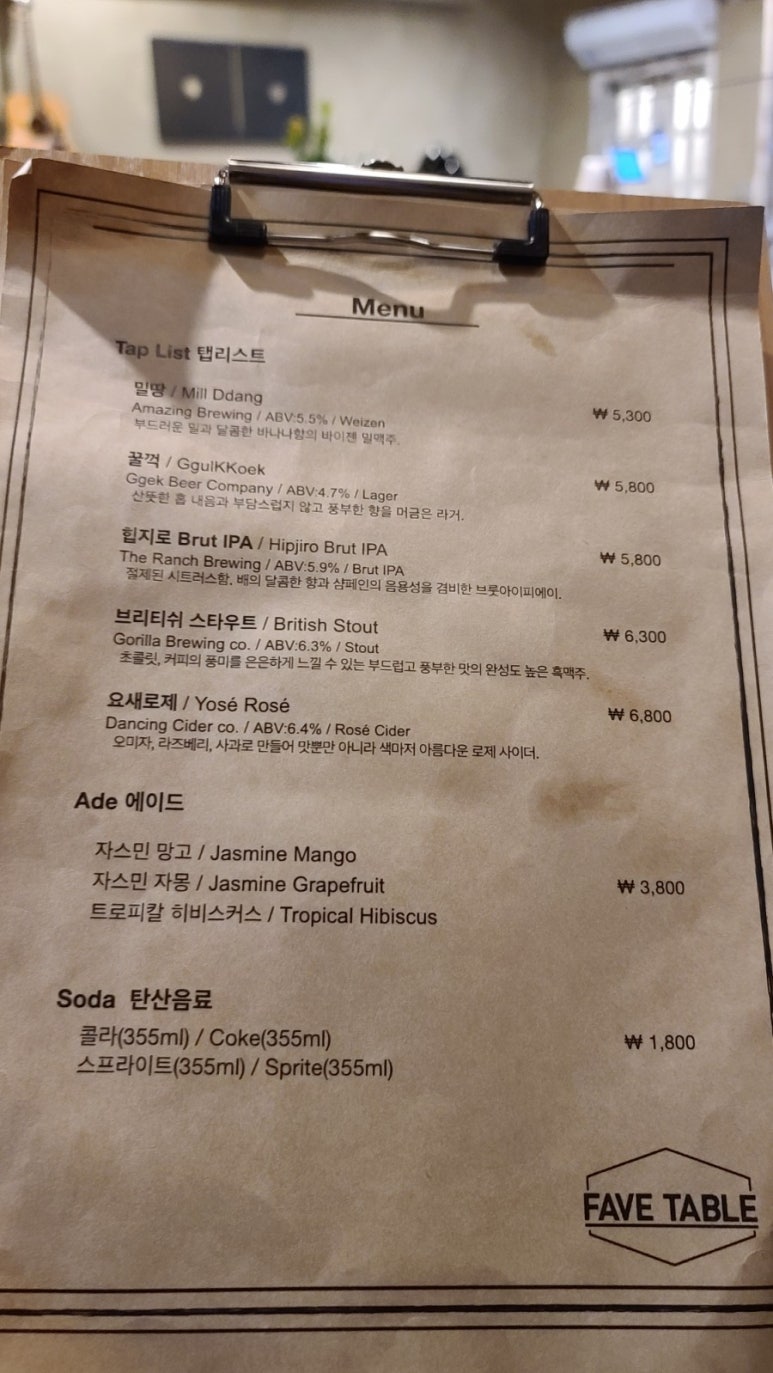 Menu
Tap List 탭리스트
밀땅 / Mill Ddang
Amazing Brewing / ABV:5.5% / Weizen
₩ 5,300
부드러운 밀과 달콤한 바나나향의 바이젠 밀맥주.
꿀꺽 / GgulKKoek
Ggek Beer Company / ABV:4.7% / Lager
₩ 5,800
산뜻한 홉 내음과 부담스럽지 않고 풍부한 향을 머금은 라거.
힙지로 Brut IPA / Hipjiro Brut IPA
The Ranch Brewing / ABV:5.9% / Brut IPA
₩ 5,800
절제된 시트러스함. 배의 달콤한 향과 샴페인의 음용성을 겸비한 브룻아이피에이.
브리티쉬 스타우트 / British Stout
Gorilla Brewing co. / ABV:6.3% / Stout
₩ 6,300
초콜릿, 커피의 풍미를 은은하게 느낄 수 있는 부드럽고 풍부한 맛의 완성도 높은 흑맥주.
요새로제 / Yosé Rosé
Dancing Cider co. / ABV:6.4% / Rosé Cider
₩ 6,800
오미자, 라즈베리, 사과로 만들어 맛뿐만 아니라 색마저 아름다운 로제 사이더.
Ade 에이드
자스민 망고 / Jasmine Mango
자스민 자몽 / Jasmine Grapefruit
₩ 3,800
트로피칼 히비스커스 / Tropical Hibiscus
Soda 탄산음료
콜라(355ml) / Coke(355ml)
₩ 1,800
스프라이트(355ml) / Sprite(355ml)
FAVE TABLE